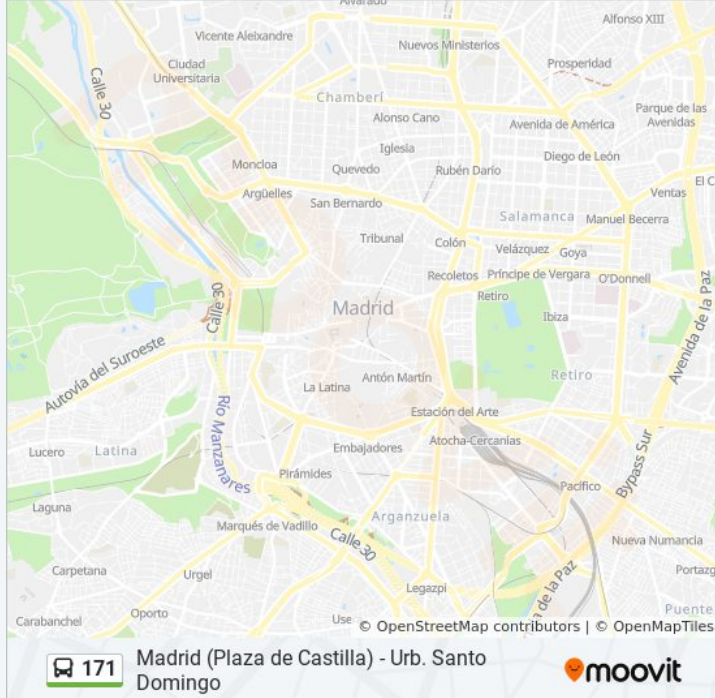 Alvarado
Alfonso XIII
Vicente Aleixandre
Nuevos Ministerios
Ciudad
Universitaria
Prosperidad
Calle 30
Chamberí
Parque de las
Avenidas
Alonso Cano
Avenida de América
Iglesia
Diego de León
Moncloa
Quevedo
Rubén Darío
El C
Argüelles
Ventas
San Bernardo
Salamanca
Manuel Becerra
Tribunal
Colón
Velázquez
Goya
Recoletos
Príncipe de Vergara
O'Donnell
Calle 30
Madrid
Retiro
Ibiza
Avenida de la Paz
Autovía del Suroeste
La Latina
Antón Martín
Retiro
Estación del Arte
Río Manzanares
Atocha-Cercanías
Lucero
Latina
Embajadores
Bypass Sur
Pirámides
Pacífico
Laguna
Arganzuela
Marqués de Vadillo
Calle 30
Nueva Numancia
Carpetana
Urgel
Legazpi
a de la Paz
Portazg
Oporto
Puente
Carabanchel
Use
© OpenStreetMap contributors | © OpenMapTiles
171
Madrid (Plaza de Castilla) - Urb. Santo
Domingo
moovit